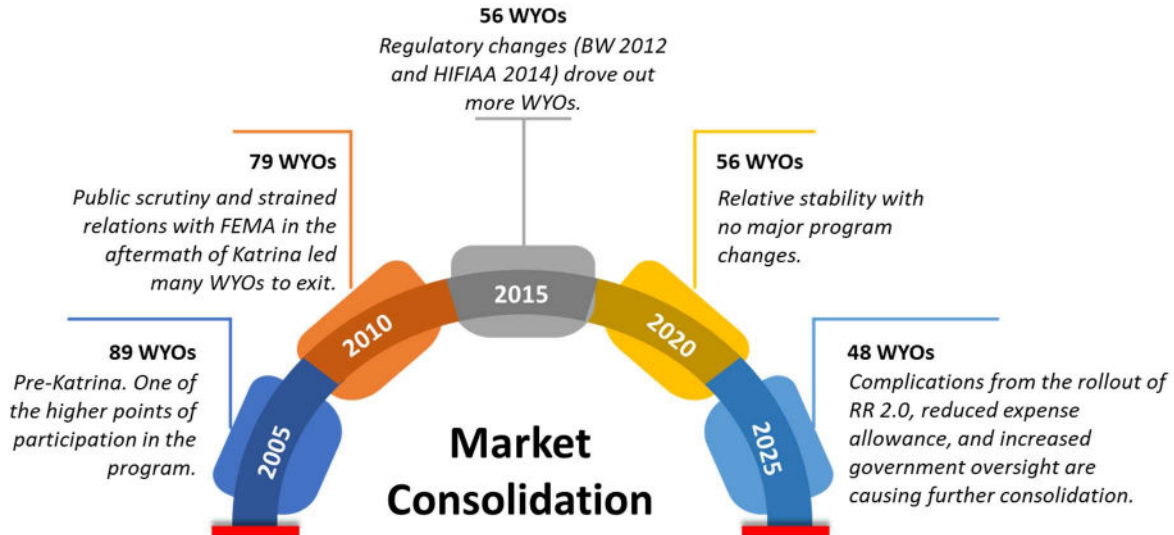 89 WYOs
Pre-Katrina. One of
the higher points of
participation in the
program.
2005
79 WYOs
Public scrutiny and strained
relations with FEMA in the
aftermath of Katrina led
many WYOs to exit.
2010
56 WYOs
Regulatory changes (BW 2012
and HIFIAA 2014) drove out
more WYOs.
2015
56 WYOs
Relative stability with
no major program
changes.
2020
48 WYOs
Complications from the rollout of
RR 2.0, reduced expense
allowance, and increased
government oversight are
causing further consolidation.
2025
Market
Consolidation